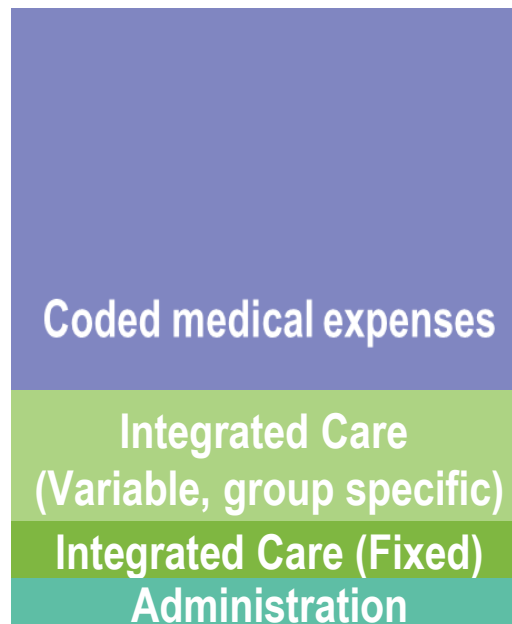 Coded medical expenses
Integrated Care
(Variable, group specific)
Integrated Care (Fixed)
Administration